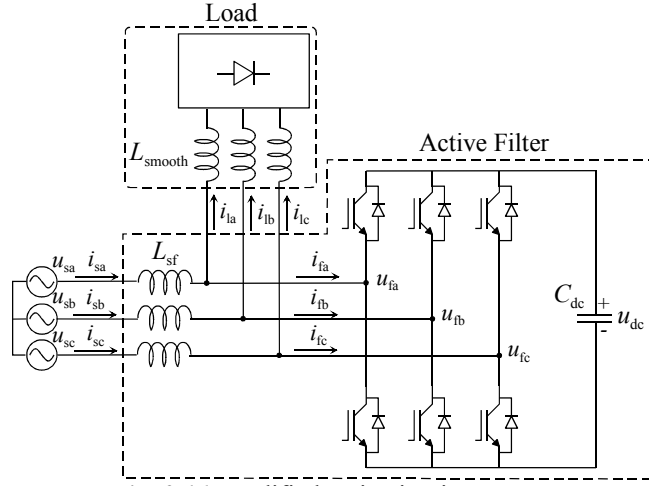 Load
L_smooth
Active Filter
i_la
i_lb
i_lc
L_sf
u_sa
i_sa
i_fa
u_fa
u_sb
i_sb
i_fb
u_fb
u_sc
i_sc
i_fc
u_fc
C_dc
+
u_dc
-